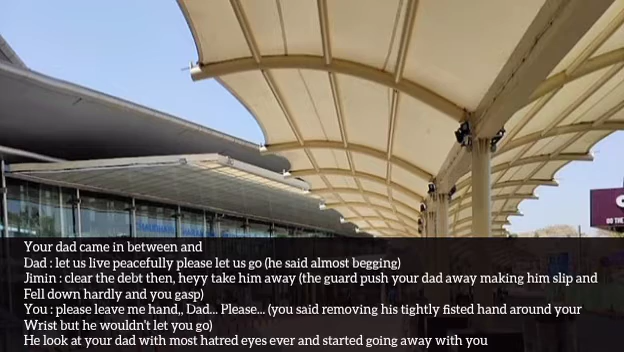 Your dad came in between and
Dad : let us live peacefully please let us go (he said almost begging)
Jimin : clear the debt then, heyy take him away (the guard push your dad away making him slip and
Fell down hardly and you gasp)
You : please leave me hand,, Dad... Please... (you said removing his tightly fisted hand around your
Wrist but he wouldn't let you go)
He look at your dad with most hatred eyes ever and started going away with you